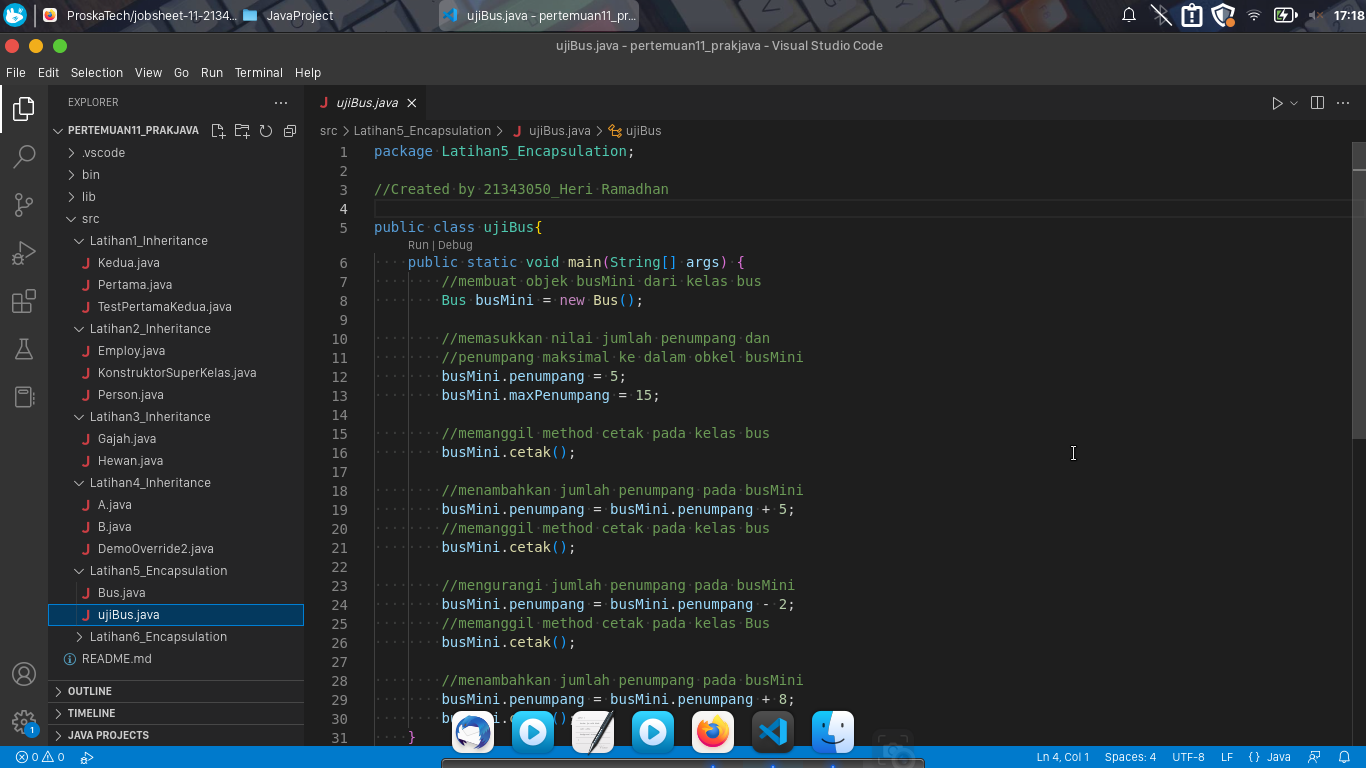 ProskaTech/jobsheet-11-2134...
JavaProject
ujiBus.java - pertemuan11_pr...
17:18
ujiBus.java - pertemuan11_prakjava - Visual Studio Code
File Edit Selection View Go Run Terminal Help
EXPLORER
PERTEMUAN11_PRAKJAVA
.vscode
bin
lib
src
Latihan1_Inheritance
Kedua.java
Pertama.java
TestPertamaKedua.java
Latihan2_Inheritance
Employ.java
KonstruktorSuperKelas.java
Person.java
Latihan3_Inheritance
Gajah.java
Hewan.java
Latihan4_Inheritance
A.java
B.java
DemoOverride2.java
Latihan5_Encapsulation
Bus.java
ujiBus.java
Latihan6_Encapsulation
README.md
OUTLINE
TIMELINE
JAVA PROJECTS
ujiBus.java
src > Latihan5_Encapsulation > ujiBus.java > ujiBus
1 package Latihan5_Encapsulation;
2
3 //Created by 21343050_Heri Ramadhan
4
5 public class ujiBus{
Run | Debug
6 public static void main(String[] args) {
7 //membuat objek busMini dari kelas bus
8 Bus busMini = new Bus();
9
10 //memasukkan nilai jumlah penumpang dan
11 //penumpang maksimal ke dalam obkel busMini
12 busMini.penumpang = 5;
13 busMini.maxPenumpang = 15;
14
15 //memanggil method cetak pada kelas bus
16 busMini.cetak();
17
18 //menambahkan jumlah penumpang pada busMini
19 busMini.penumpang = busMini.penumpang + 5;
20 //memanggil method cetak pada kelas bus
21 busMini.cetak();
22
23 //mengurangi jumlah penumpang pada busMini
24 busMini.penumpang = busMini.penumpang - 2;
25 //memanggil method cetak pada kelas Bus
26 busMini.cetak();
27
28 //menambahkan jumlah penumpang pada busMini
29 busMini.penumpang = busMini.penumpang + 8;
30
31 }
1
0 0
Ln 4, Col 1 Spaces: 4 UTF-8 LF {} Java